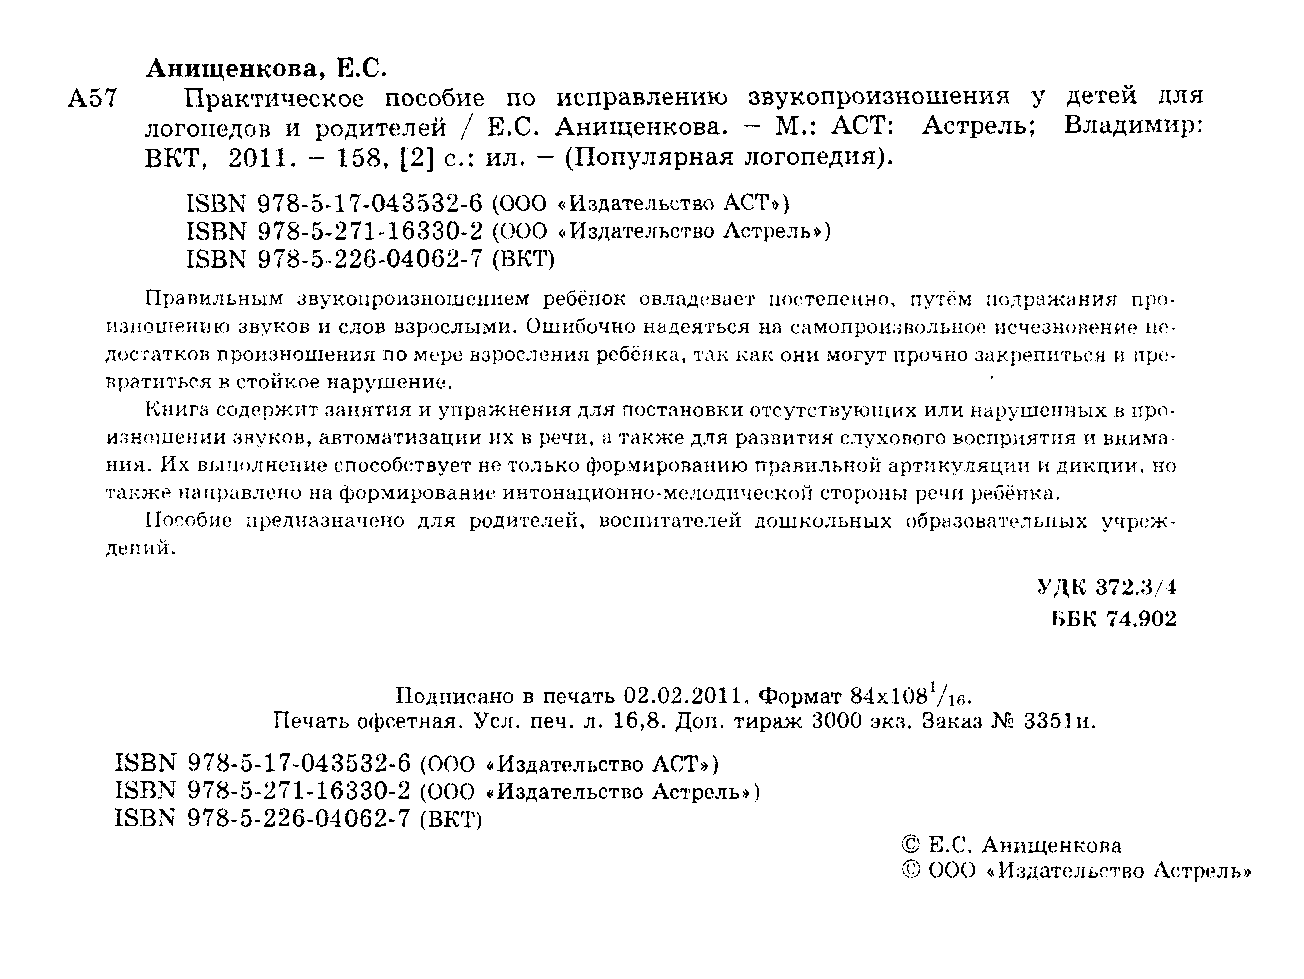 Анищенкова, Е.С.
А57 Практическое пособие по исправлению звукопроизношения у детей для
логопедов и родителей / Е.С. Анищенкова. – М.: АСТ: Астрель; Владимир:
ВКТ, 2011. – 158, [2] с.: ил. – (Популярная логопедия).
ISBN 978-5-17-043532-6 (ООО «Издательство АСТ»)
ISBN 978-5-271-16330-2 (ООО «Издательство Астрель»)
ISBN 978-5-226-04062-7 (ВКТ)
Правильным звукопроизношением ребёнок овладевает постепенно, путём подражания про-
изношению звуков и слов взрослыми. Ошибочно надеяться на самопроизвольное исчезновение не-
достатков произношения по мере взросления ребёнка, так как они могут прочно закрепиться и пре-
вратиться в стойкое нарушение.
Книга содержит занятия и упражнения для постановки отсутствующих или нарушенных в про-
изношении звуков, автоматизации их в речи, а также для развития слухового восприятия и внима-
ния. Их выполнение способствует не только формированию правильной артикуляции и дикции, но
также направлено на формирование интонационно-мелодической стороны речи ребёнка.
Пособие предназначено для родителей, воспитателей дошкольных образовательных учреж-
дений.
УДК 372.3/4
ББК 74.902
Подписано в печать 02.02.2011. Формат 84х108¹/₁₆.
Печать офсетная. Усл. печ. л. 16,8. Доп. тираж 3000 экз. Заказ № 3351и.
ISBN 978-5-17-043532-6 (ООО «Издательство АСТ»)
ISBN 978-5-271-16330-2 (ООО «Издательство Астрель»)
ISBN 978-5-226-04062-7 (ВКТ)
© Е.С. Анищенкова
© ООО «Издательство Астрель»